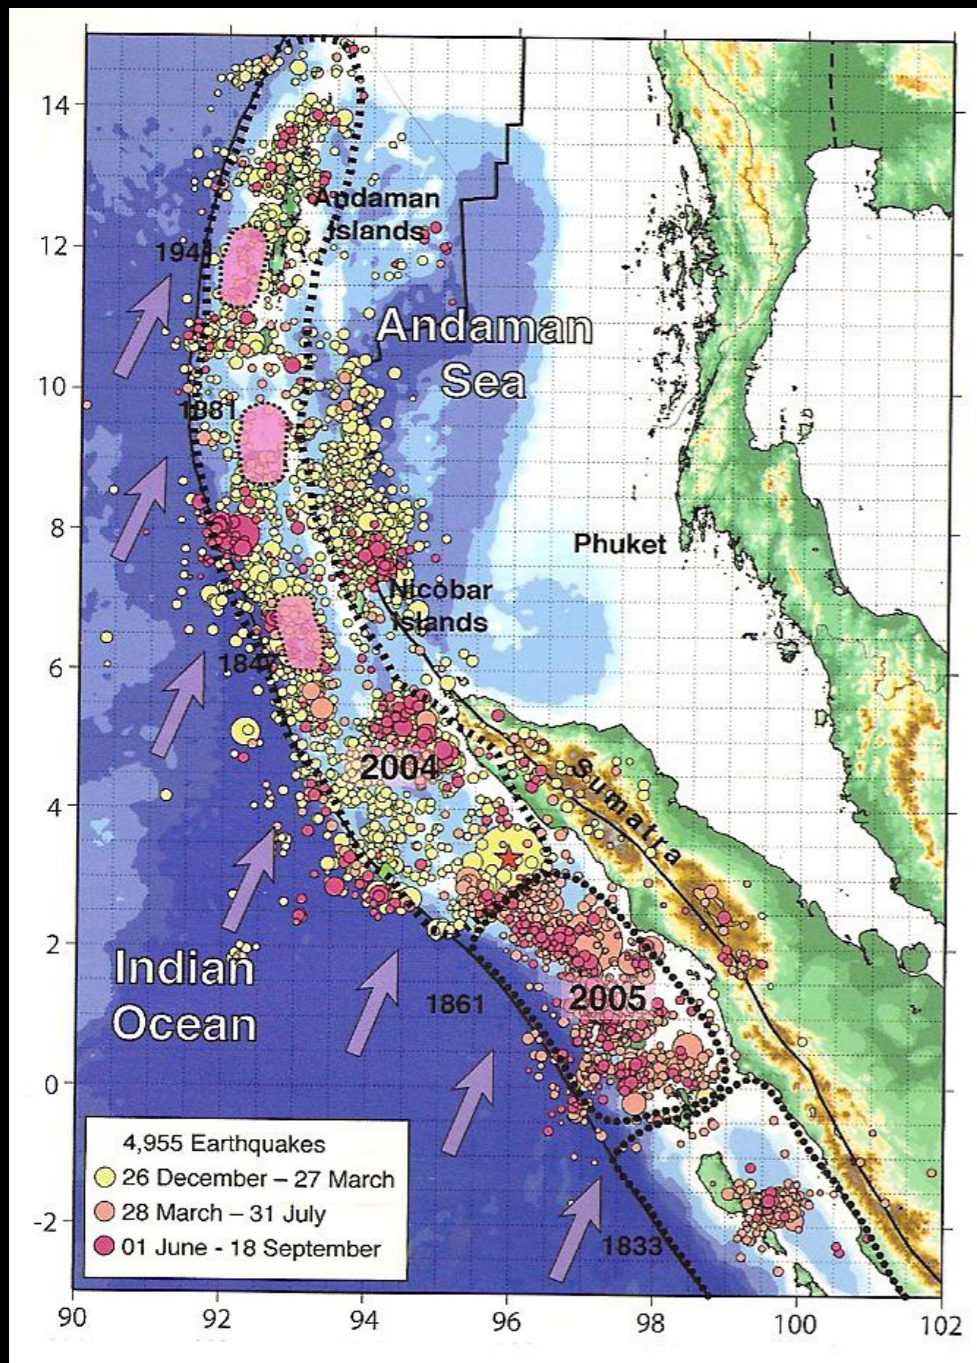 14
12
10
8
6
4
2
0
-2
Andaman
Islands
1941
Andaman
Sea
1881
Phuket
Nicobar
Islands
1847
2004
Sumatra
Indian
Ocean
1861
2005
1833
4,955 Earthquakes
26 December – 27 March
28 March – 31 July
01 June - 18 September
90 92 94 96 98 100 102